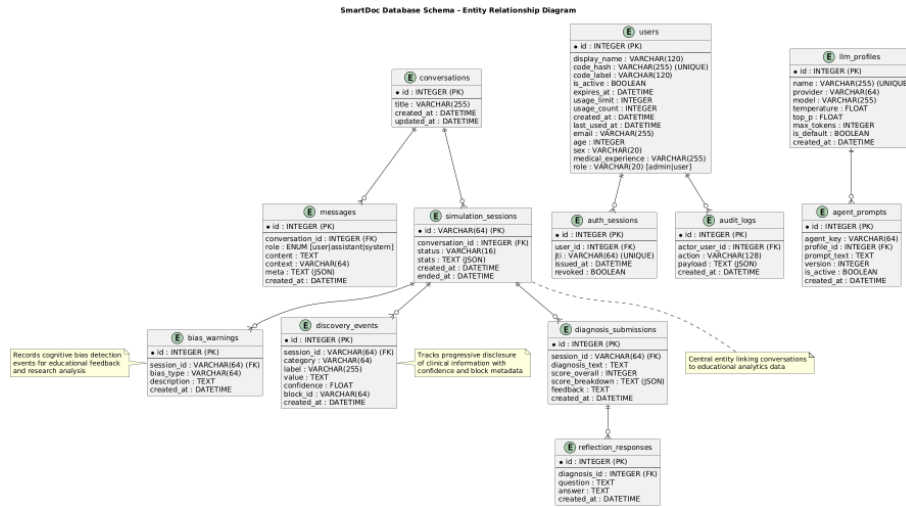 SmartDoc Database Schema - Entity Relationship Diagram
E users
id : INTEGER (PK)
display_name : VARCHAR(120)
code_hash : VARCHAR(255) (UNIQUE)
code_label : VARCHAR(120)
is_active : BOOLEAN
expires_at : DATETIME
usage_limit : INTEGER
usage_count : INTEGER
created_at : DATETIME
last_used_at : DATETIME
email : VARCHAR(255)
age : INTEGER
sex : VARCHAR(20)
medical_experience : VARCHAR(255)
role : VARCHAR(20) [admin|user]
E llm_profiles
id : INTEGER (PK)
name : VARCHAR(255) (UNIQUE
provider : VARCHAR(64)
model : VARCHAR(255)
temperature : FLOAT
top_p : FLOAT
max_tokens : INTEGER
is_default : BOOLEAN
created_at : DATETIME
E conversations
id : INTEGER (PK)
title : VARCHAR(255)
created_at : DATETIME
updated_at : DATETIME
E messages
id : INTEGER (PK)
conversation_id : INTEGER (FK)
role : ENUM [user|assistant|system]
content : TEXT
context : VARCHAR(64)
meta : TEXT (JSON)
created_at : DATETIME
E simulation_sessions
id : VARCHAR(64) (PK)
conversation_id : INTEGER (FK)
status : VARCHAR(16)
stats : TEXT (JSON)
created_at : DATETIME
ended_at : DATETIME
E auth_sessions
id : INTEGER (PK)
user_id : INTEGER (FK)
jti : VARCHAR(64) (UNIQUE)
issued_at : DATETIME
revoked : BOOLEAN
E audit_logs
id : INTEGER (PK)
actor_user_id : INTEGER (FK)
action : VARCHAR(128)
payload : TEXT (JSON)
created_at : DATETIME
E agent_prompts
id : INTEGER (PK)
agent_key : VARCHAR(64)
profile_id : INTEGER (FK)
prompt_text : TEXT
version : INTEGER
is_active : BOOLEAN
created_at : DATETIME
Records cognitive bias detection
events for educational feedback
and research analysis
E bias_warnings
id : INTEGER (PK)
session_id : VARCHAR(64) (FK)
bias_type : VARCHAR(64)
description : TEXT
created_at : DATETIME
E discovery_events
id : INTEGER (PK)
session_id : VARCHAR(64) (FK)
category : VARCHAR(64)
label : VARCHAR(255)
value : TEXT
confidence : FLOAT
block_id : VARCHAR(64)
created_at : DATETIME
Tracks progressive disclosure
of clinical information with
confidence and block metadata
E diagnosis_submissions
id : INTEGER (PK)
session_id : VARCHAR(64) (FK)
diagnosis_text : TEXT
score_overall : INTEGER
score_breakdown : TEXT (JSON)
feedback : TEXT
created_at : DATETIME
Central entity linking conversations
to educational analytics data
E reflection_responses
id : INTEGER (PK)
diagnosis_id : INTEGER (FK)
question : TEXT
answer : TEXT
created_at : DATETIME